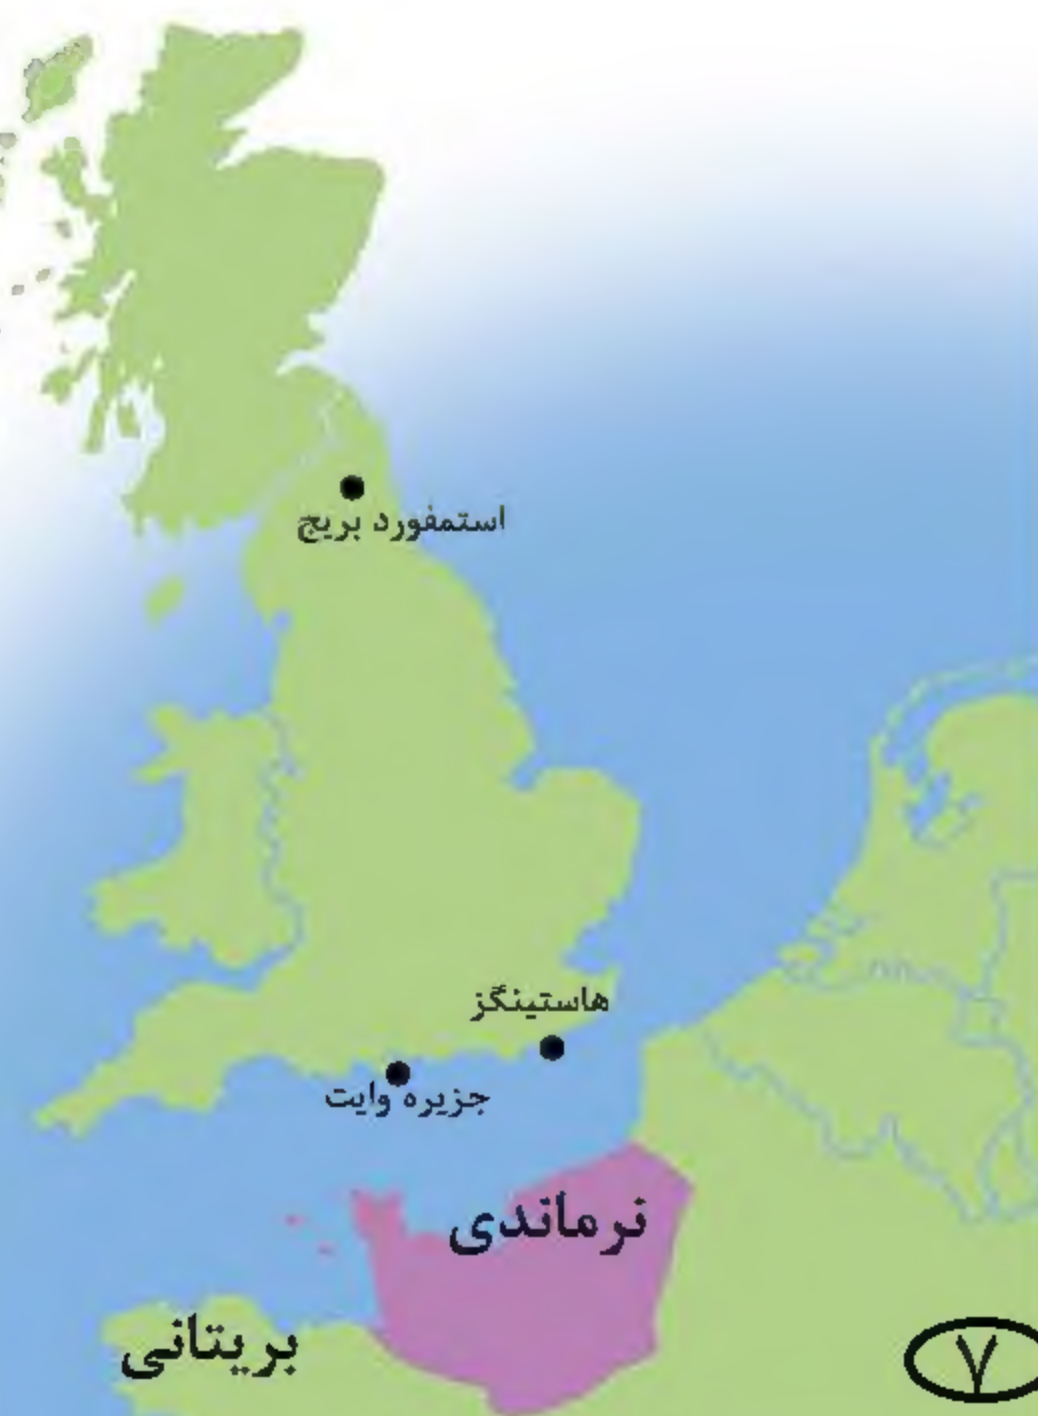 استمفورد بریج
هاستینگز
جزیره وایت
نرماندی
بریتانی
۷